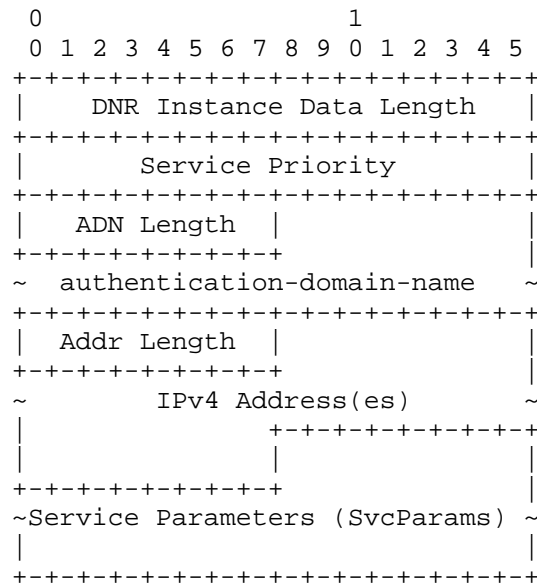 0                   1
 0 1 2 3 4 5 6 7 8 9 0 1 2 3 4 5
+-+-+-+-+-+-+-+-+-+-+-+-+-+-+-+-+
|    DNR Instance Data Length   |
+-+-+-+-+-+-+-+-+-+-+-+-+-+-+-+-+
|       Service Priority        |
+-+-+-+-+-+-+-+-+-+-+-+-+-+-+-+-+
|   ADN Length  |               |
+-+-+-+-+-+-+-+-+               |
~  authentication-domain-name   ~
+-+-+-+-+-+-+-+-+-+-+-+-+-+-+-+-+
|  Addr Length  |               |
+-+-+-+-+-+-+-+-+               |
~        IPv4 Address(es)       ~
|               +-+-+-+-+-+-+-+-+
|               |               |
+-+-+-+-+-+-+-+-+               |
~Service Parameters (SvcParams) ~
|                               |
+-+-+-+-+-+-+-+-+-+-+-+-+-+-+-+-+